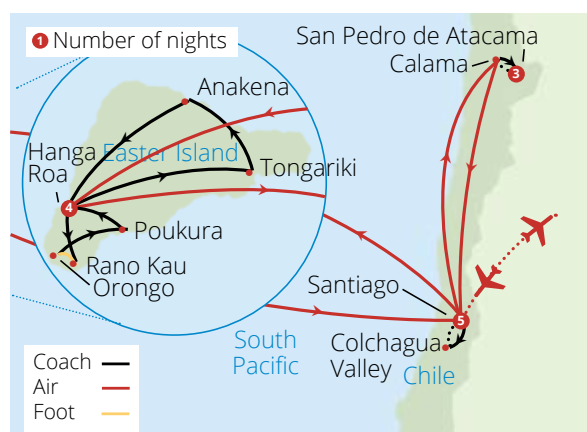 1 Number of nights
San Pedro de Atacama
Calama
3
Anakena
Hanga
Roa
Easter Island
Tongariki
4
Poukura
Rano Kau
Orongo
Santiago
5
South
Pacific
Colchagua
Valley
Chile
Coach
Air
Foot